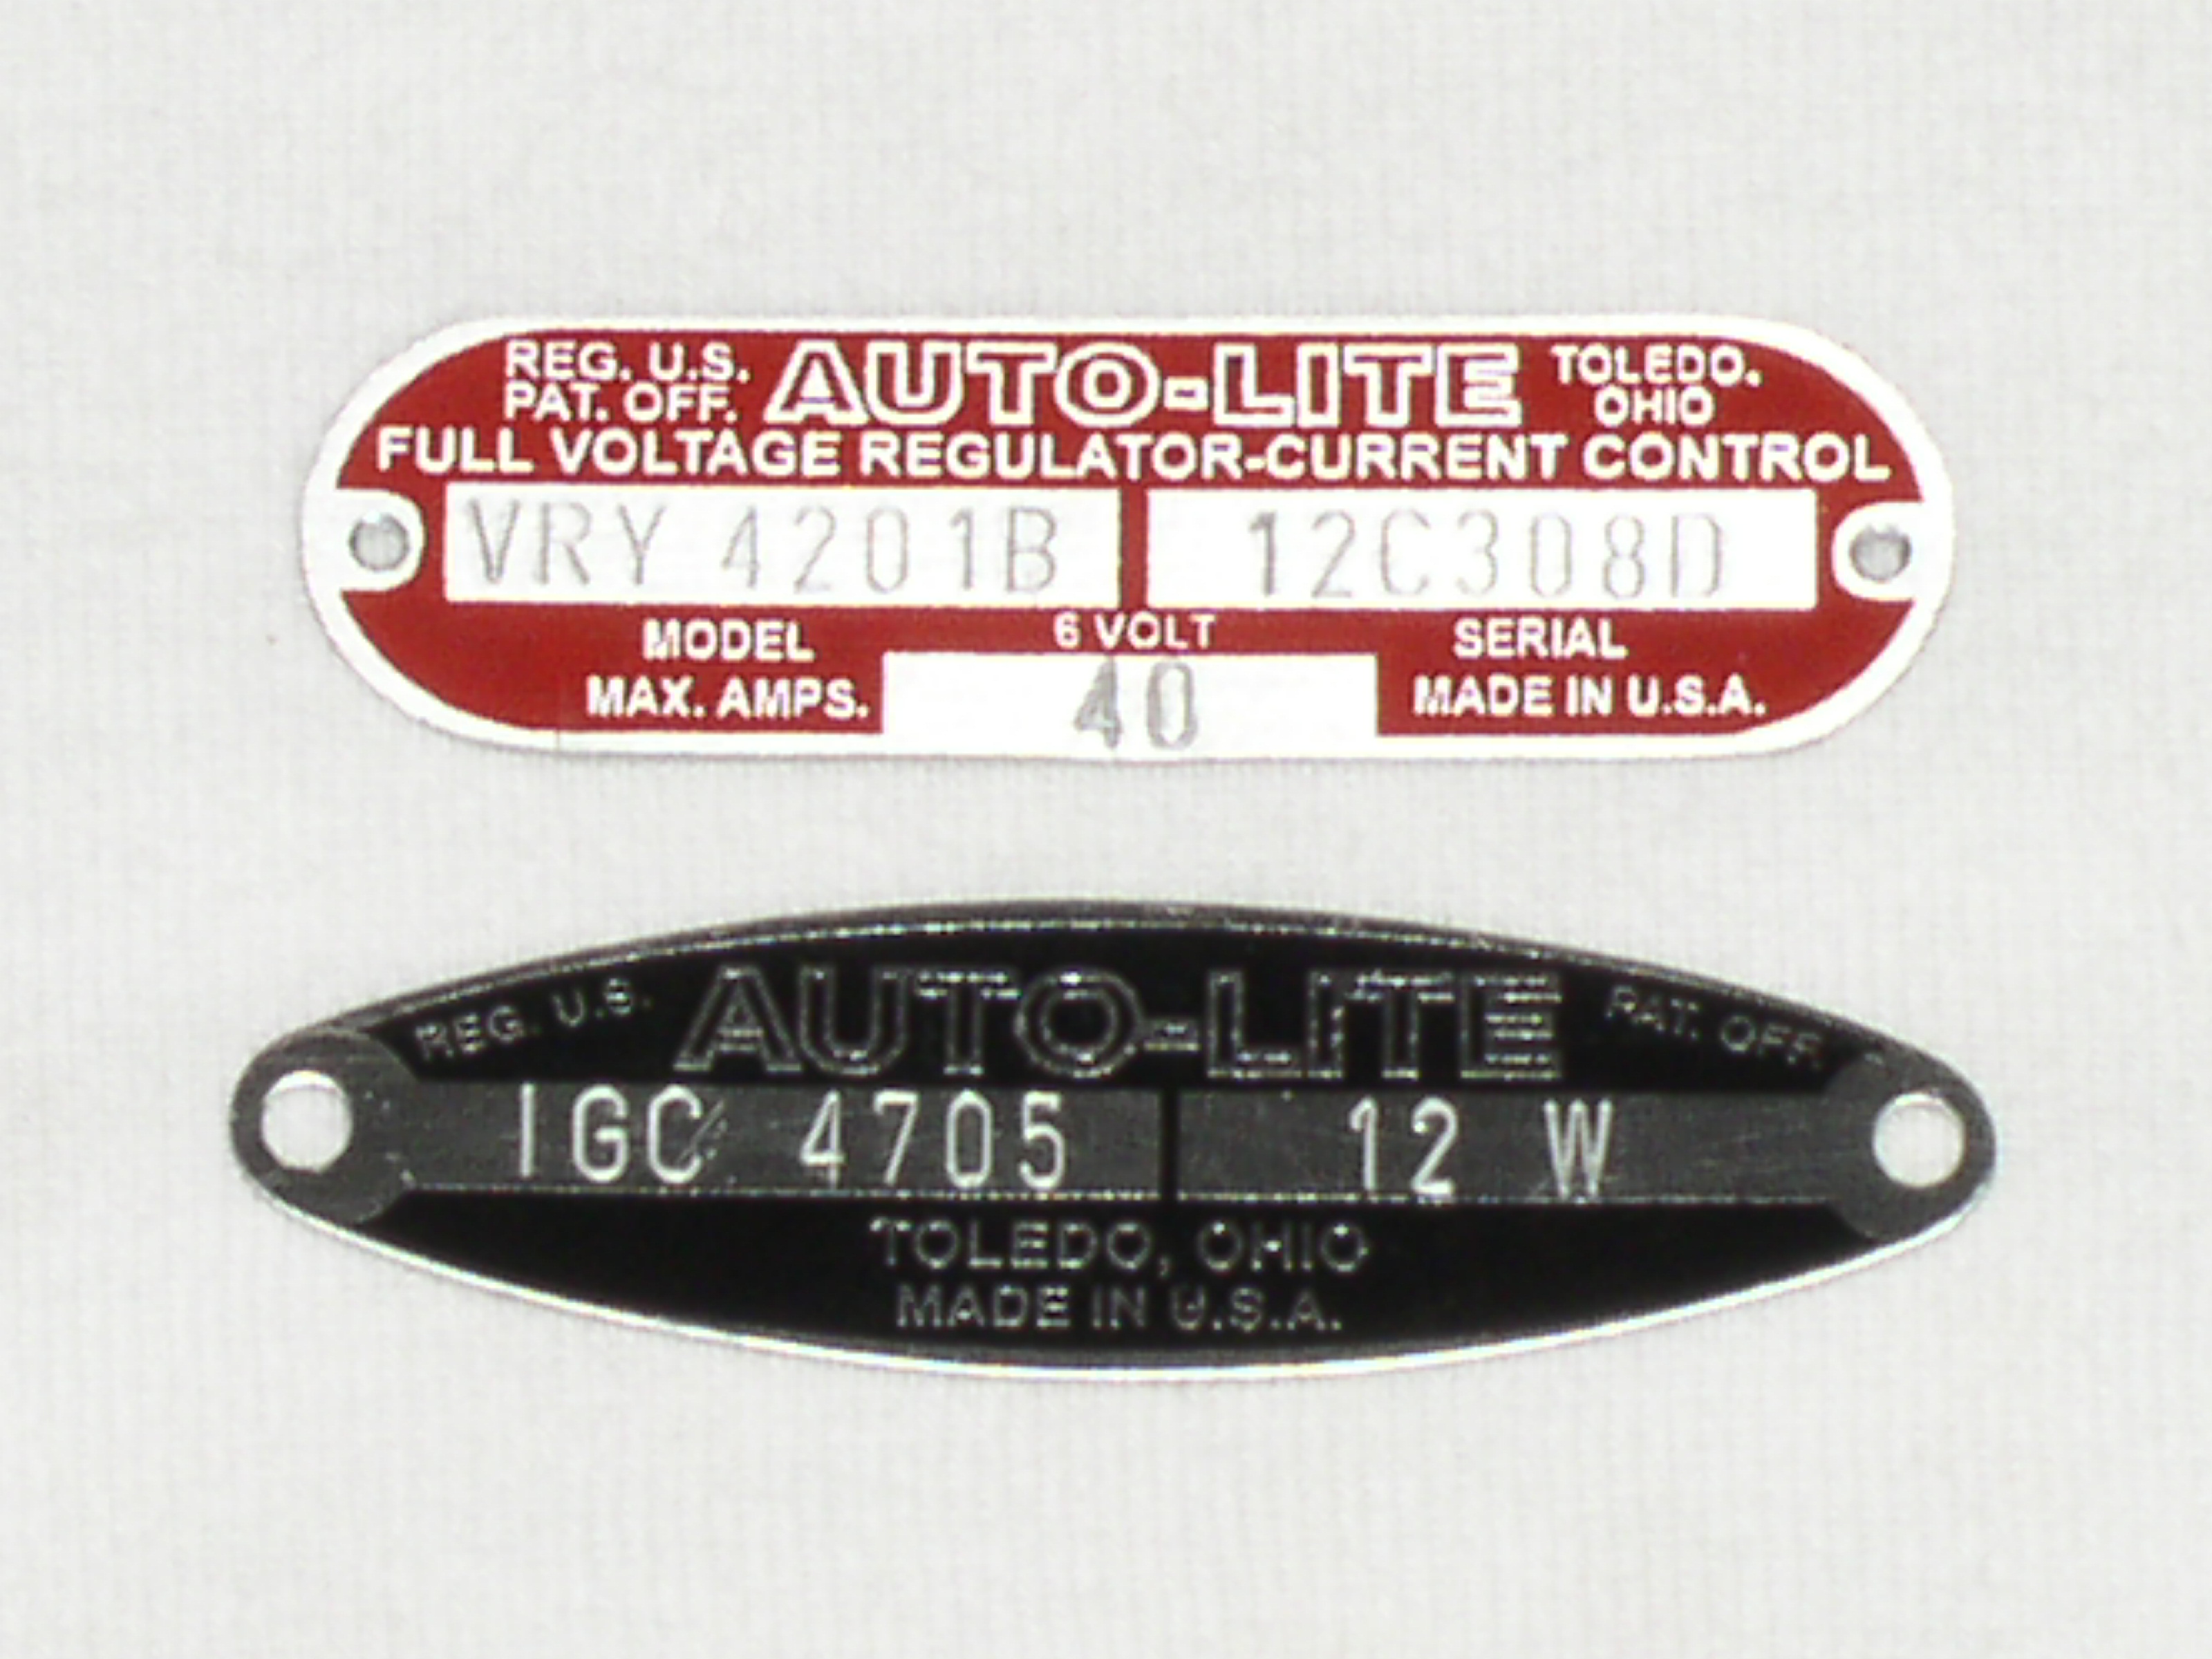 REG. U.S. AUTO-LITE TOLEDO.
PAT. OFF. OHIO
FULL VOLTAGE REGULATOR-CURRENT CONTROL
VRY 4201B 12C308D
MODEL 6 VOLT SERIAL
MAX. AMPS. 40 MADE IN U.S.A.
REG. U.S. AUTO-LITE PAT. OFF.
IGC 4705 12 W
TOLEDO, OHIO
MADE IN U.S.A.